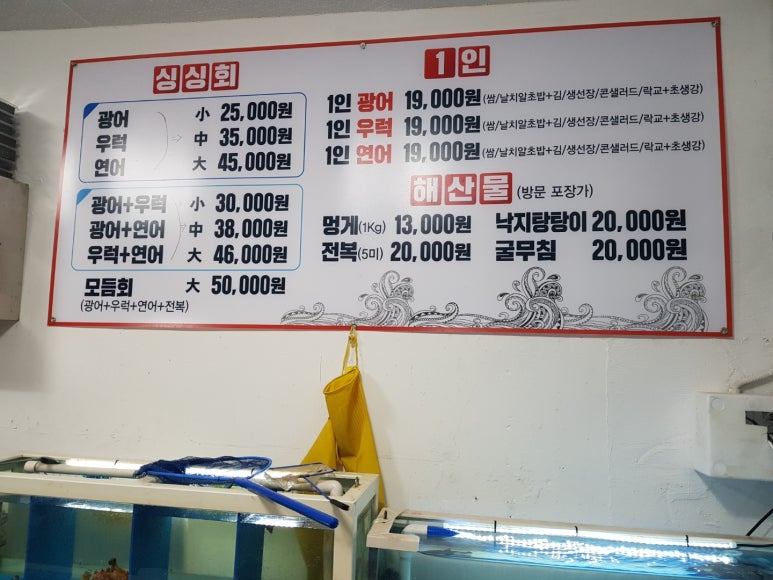 싱싱회
광어 小 25,000원
우럭 中 35,000원
연어 大 45,000원
광어+우럭 小 30,000원
광어+연어 中 38,000원
우럭+연어 大 46,000원
모듬회 大 50,000원
(광어+우럭+연어+전복)
1인
1인 광어 19,000원(쌈/날치알초밥+김/생선장/콘샐러드/락교+초생강)
1인 우럭 19,000원(쌈/날치알초밥+김/생선장/콘샐러드/락교+초생강)
1인 연어 19,000원(쌈/날치알초밥+김/생선장/콘샐러드/락교+초생강)
해산물 (방문 포장가)
멍게(1Kg) 13,000원 낙지탕탕이 20,000원
전복(5미) 20,000원 굴무침 20,000원